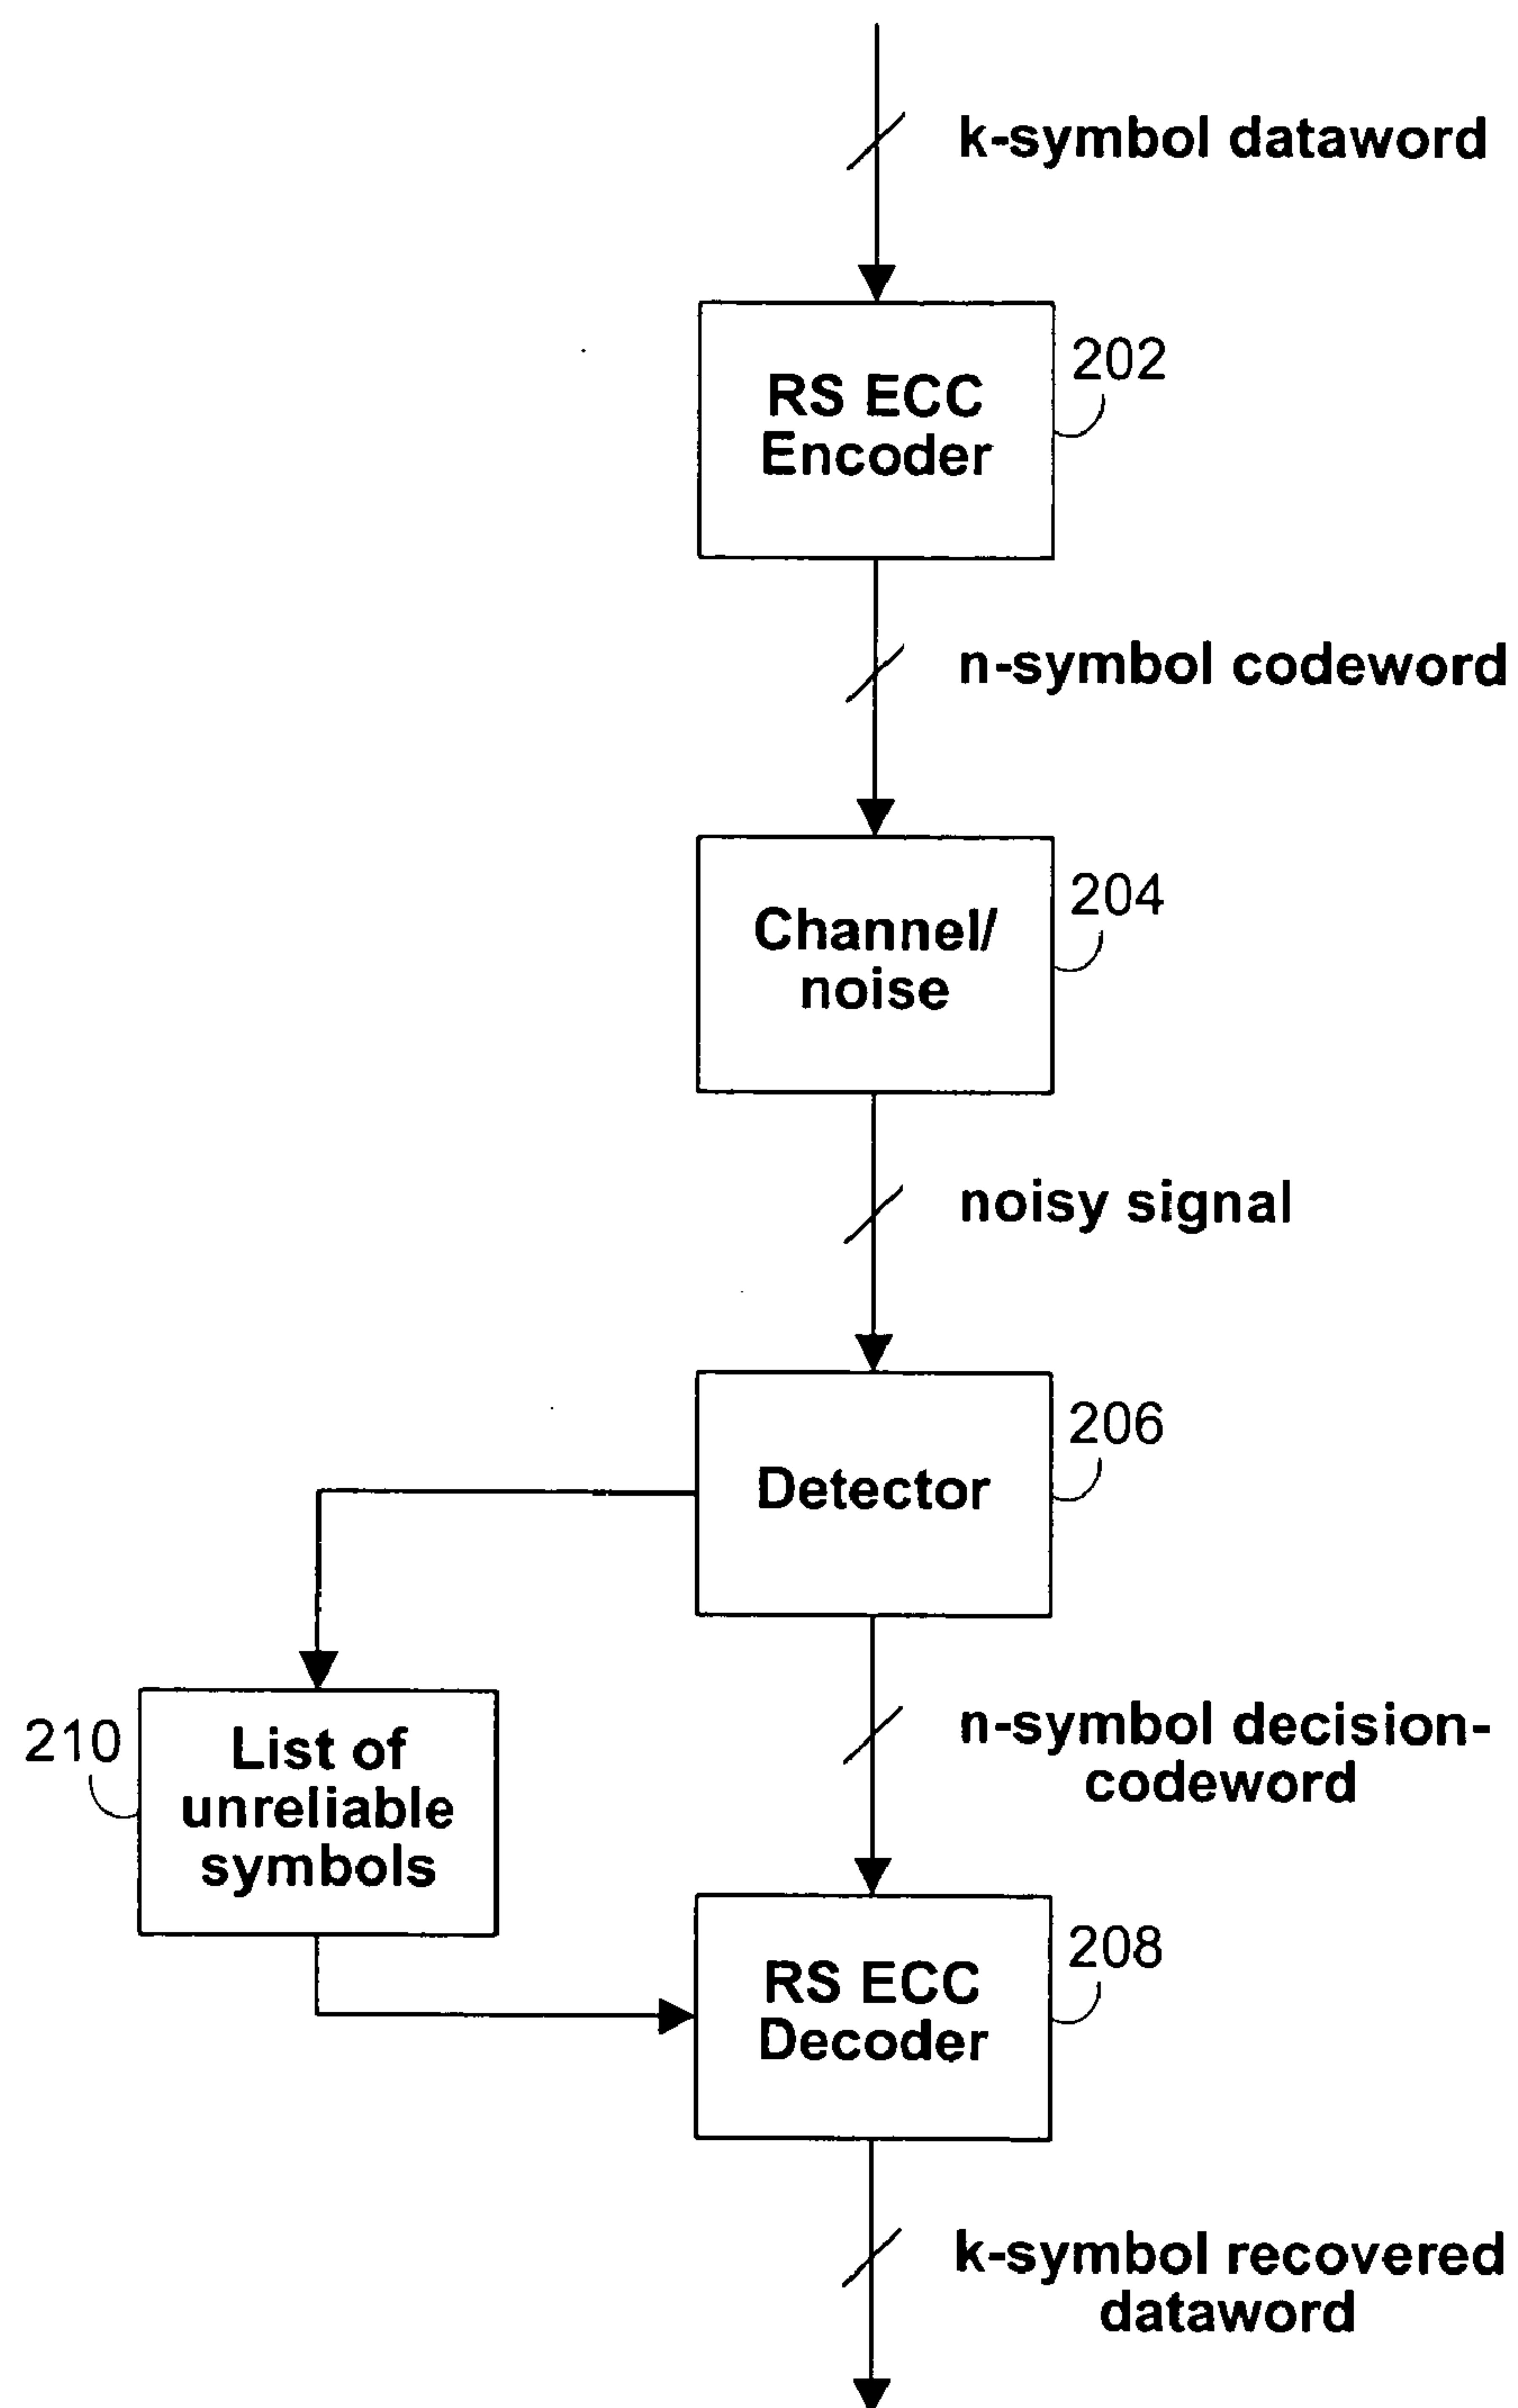 k-symbol dataword
202
RS ECC
Encoder
n-symbol codeword
204
Channel/
noise
noisy signal
206
Detector
n-symbol decision-
codeword
210
List of
unreliable
symbols
208
RS ECC
Decoder
k-symbol recovered
dataword